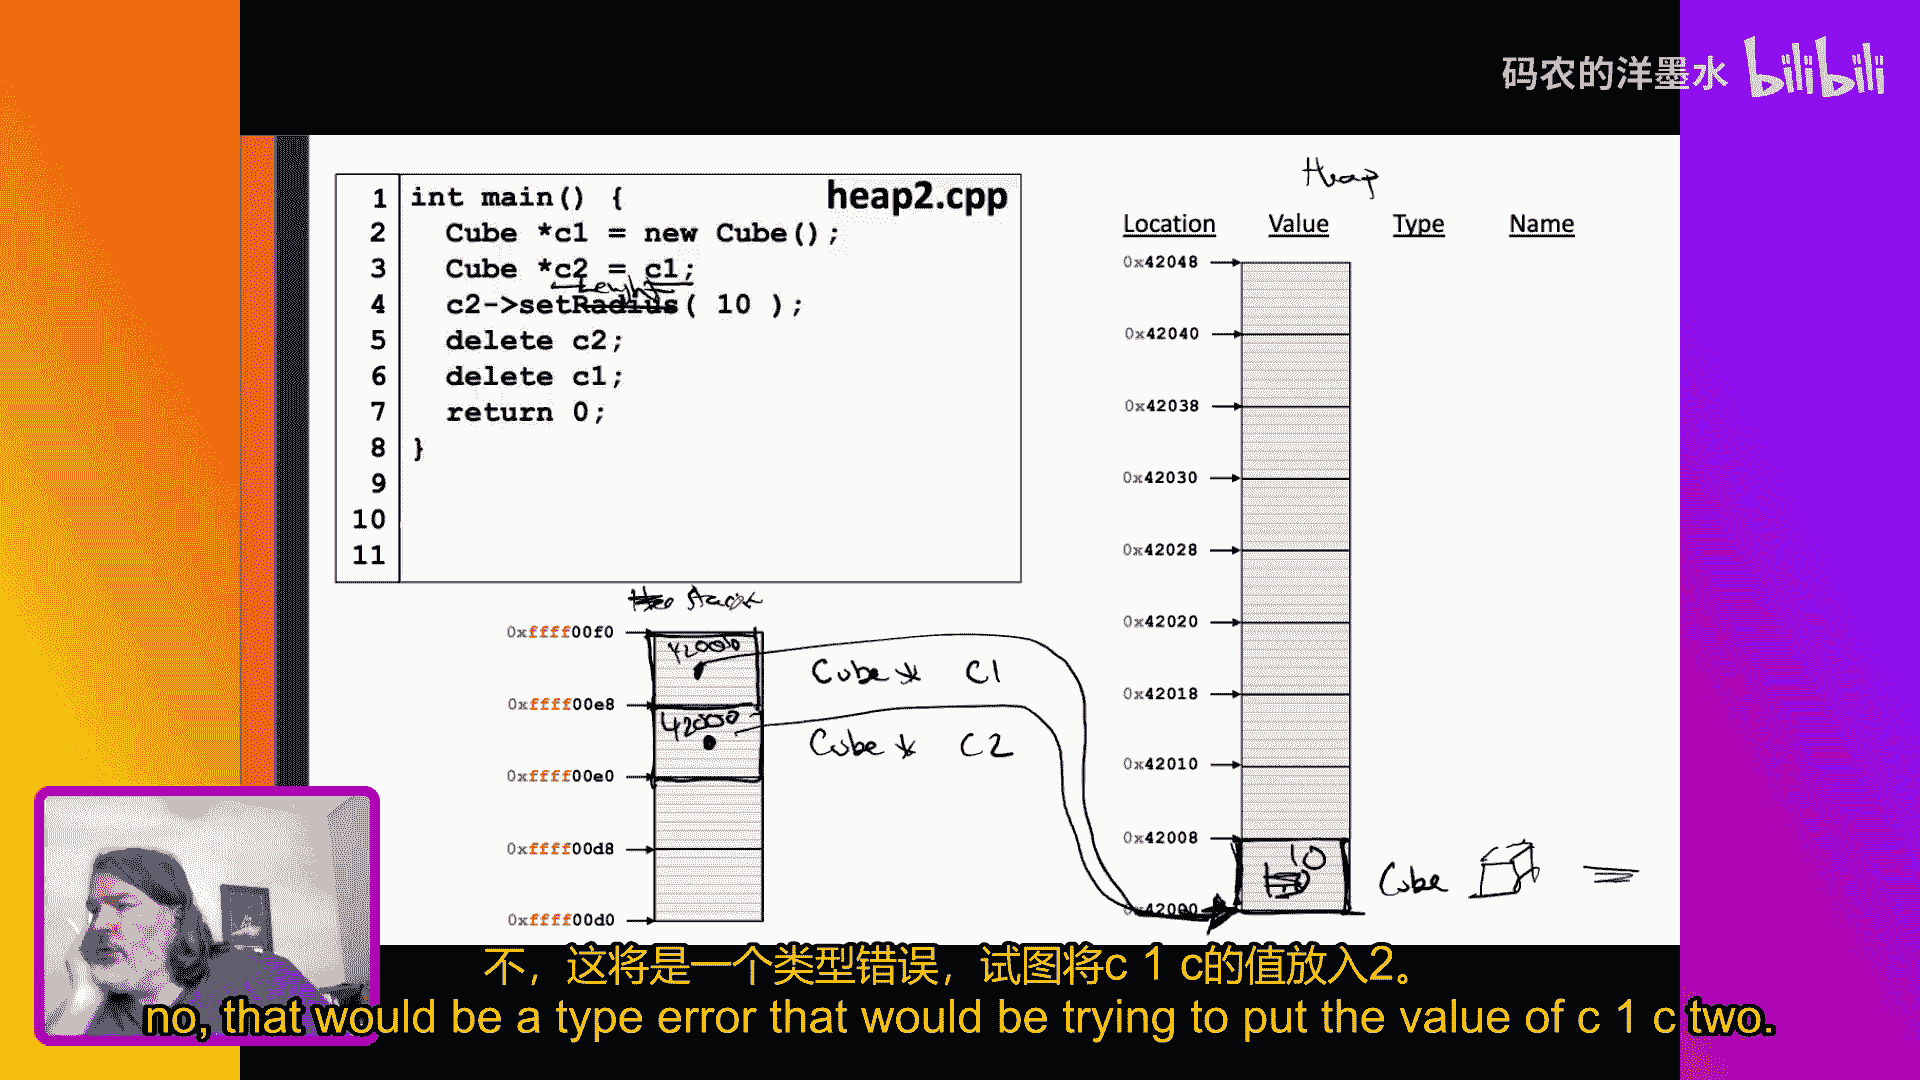 码农的洋墨水 bilibili
heap2.cpp
1 int main() {
2 Cube *c1 = new Cube();
3 Cube *c2 = c1;
Length
4 c2->setRadius( 10 );
5 delete c2;
6 delete c1;
7 return 0;
8 }
9
10
11
Heap
Location Value Type Name
0x42048
0x42040
0x42038
0x42030
0x42028
0x42020
0x42018
0x42010
0x42008
10
Cube
0x42000
Stack
0xffff00f0
42000
Cube * C1
0xffff00e8
42000
Cube * C2
0xffff00e0
0xffff00d8
0xffff00d0
不，这将是一个类型错误，试图将c 1 c的值放入2。
no, that would be a type error that would be trying to put the value of c 1 c two.